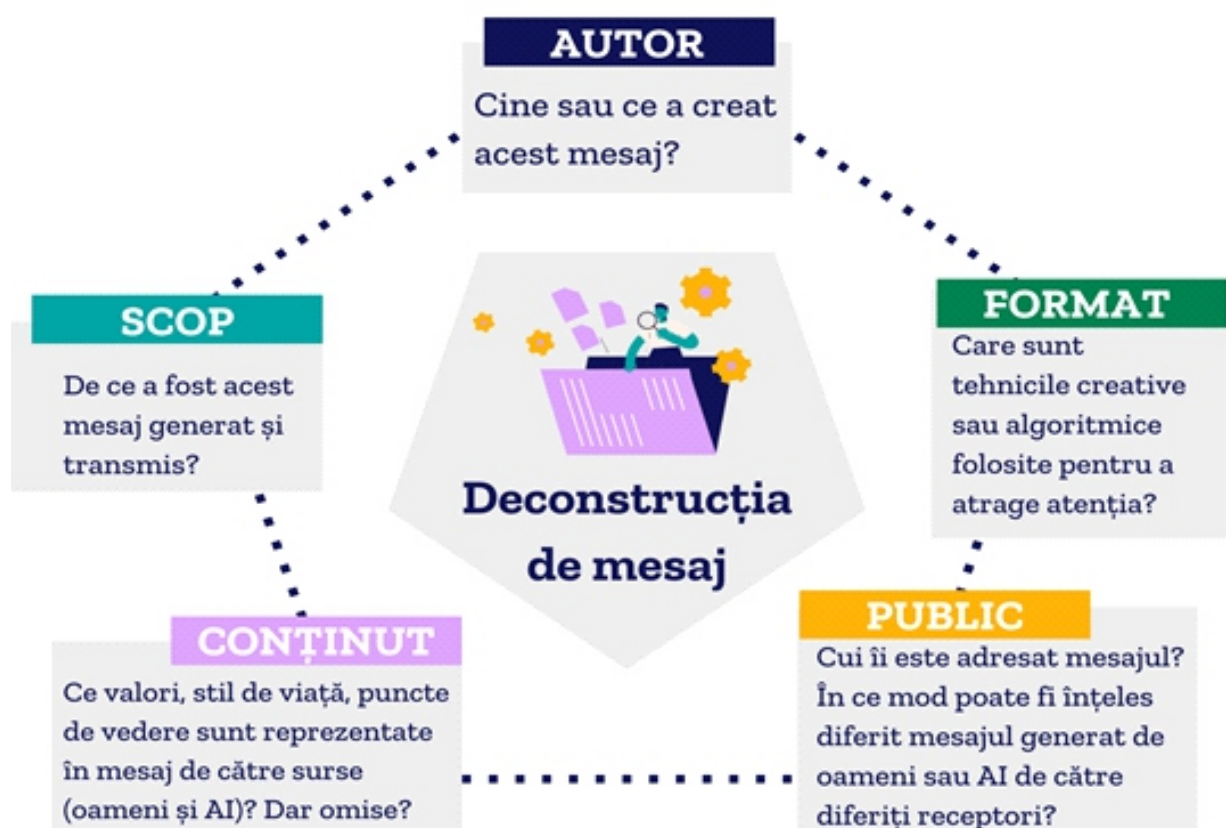 AUTOR
Cine sau ce a creat
acest mesaj?
SCOP
De ce a fost acest
mesaj generat și
transmis?
FORMAT
Care sunt
tehnicile creative
sau algoritmice
folosite pentru a
atrage atenția?
Deconstrucția
de mesaj
CONȚINUT
Ce valori, stil de viață, puncte
de vedere sunt reprezentate
în mesaj de către surse
(oameni și AI)? Dar omise?
PUBLIC
Cui îi este adresat mesajul?
În ce mod poate fi înțeles
diferit mesajul generat de
oameni sau AI de către
diferiți receptori?